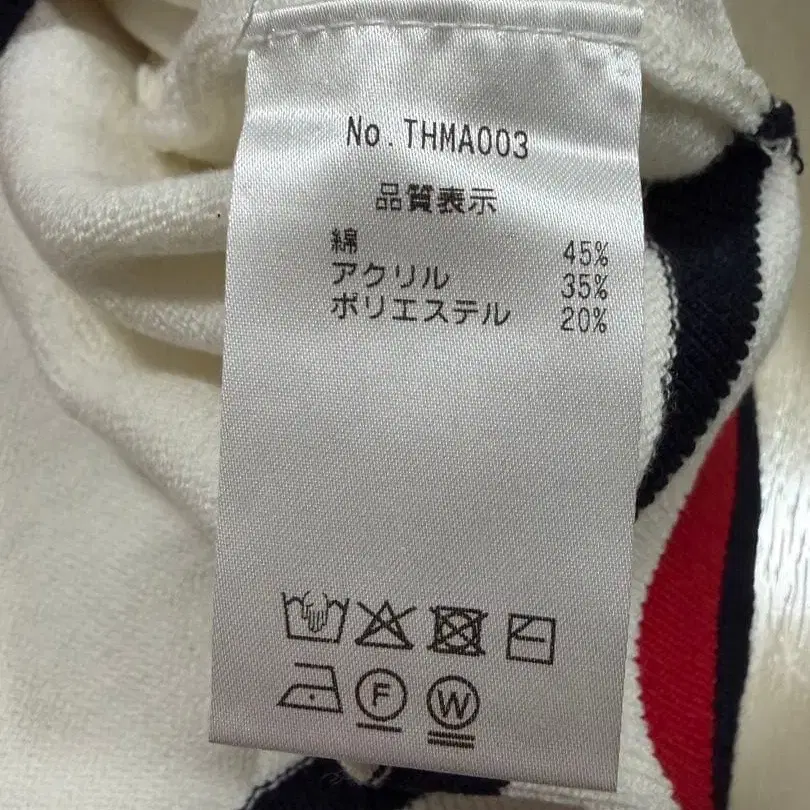 No.THMA003
品質表示
綿 45%
アクリル 35%
ポリエステル 20%
F W